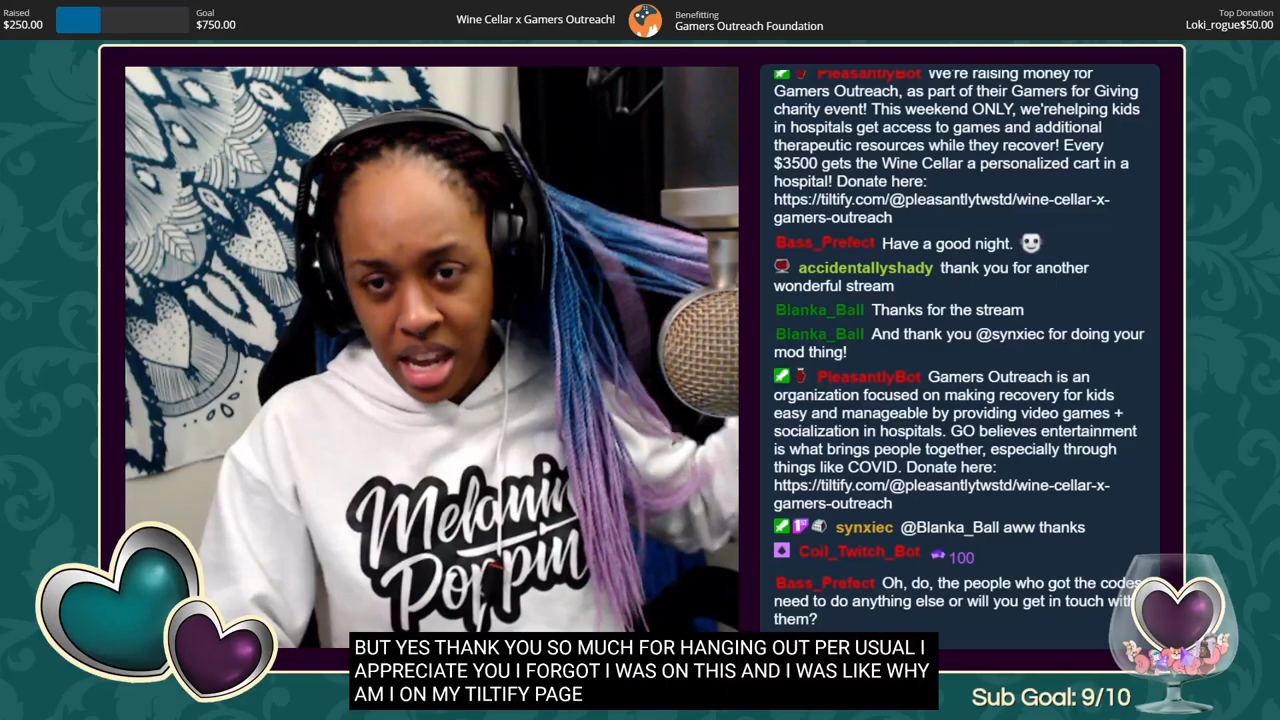 Raised
$250.00
Goal
$750.00
Wine Cellar x Gamers Outreach!
Benefitting
Gamers Outreach Foundation
Top Donation
Loki_rogue$50.00
Melanin
Poppin
PleasantlyBot We're raising money for
Gamers Outreach, as part of their Gamers for Giving
charity event! This weekend ONLY, we'rehelping kids
in hospitals get access to games and additional
therapeutic resources while they recover! Every
$3500 gets the Wine Cellar a personalized cart in a
hospital! Donate here:
https://tiltify.com/@pleasantlytwstd/wine-cellar-x-
gamers-outreach
Bass_Prefect Have a good night.
accidentallyshady thank you for another
wonderful stream
Blanka_Ball Thanks for the stream
Blanka_Ball And thank you @synxiec for doing your
mod thing!
PleasantlyBot Gamers Outreach is an
organization focused on making recovery for kids
easy and manageable by providing video games +
socialization in hospitals. GO believes entertainment
is what brings people together, especially through
things like COVID. Donate here:
https://tiltify.com/@pleasantlytwstd/wine-cellar-x-
gamers-outreach
synxiec @Blanka_Ball aww thanks
Coil_Twitch_Bot 100
Bass_Prefect Oh, do, the people who got the codes
need to do anything else or will you get in touch with
them?
BUT YES THANK YOU SO MUCH FOR HANGING OUT PER USUAL I
APPRECIATE YOU I FORGOT I WAS ON THIS AND I WAS LIKE WHY
AM I ON MY TILTIFY PAGE
Sub Goal: 9/10